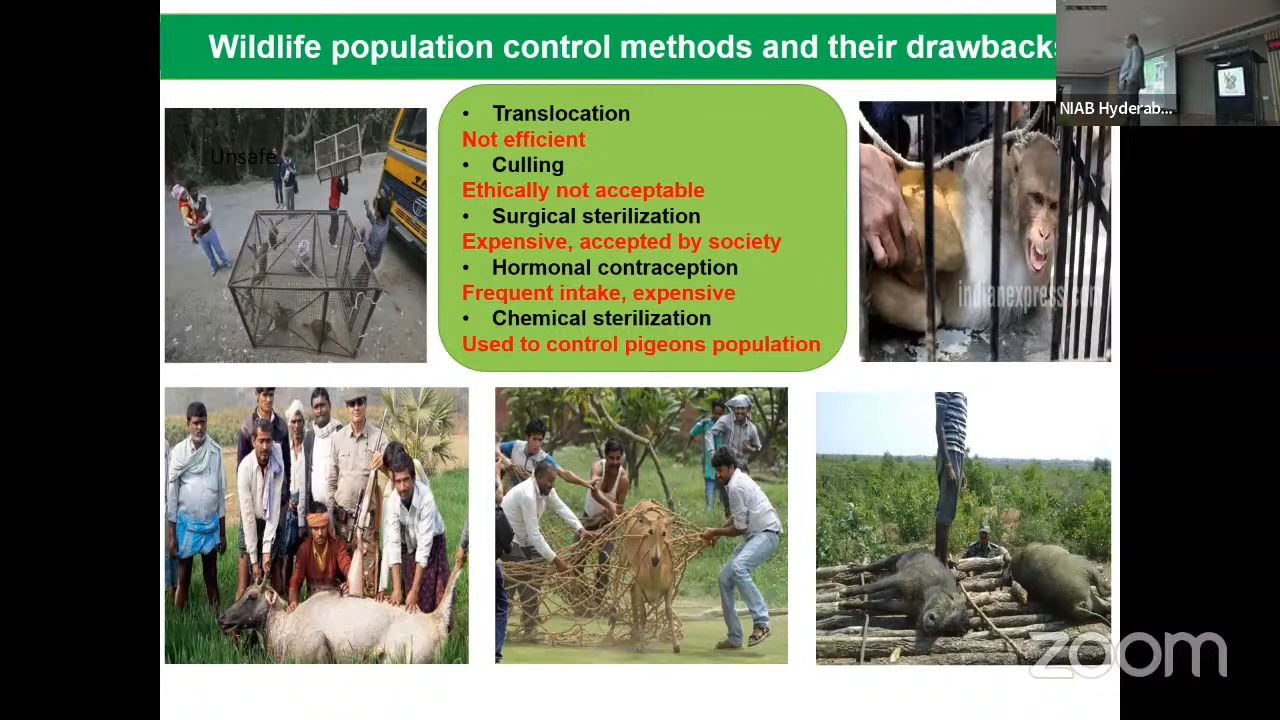 Wildlife population control methods and their drawbacks
NIAB Hyderab...
Unsafe
• Translocation
Not efficient
• Culling
Ethically not acceptable
• Surgical sterilization
Expensive, accepted by society
• Hormonal contraception
Frequent intake, expensive
• Chemical sterilization
Used to control pigeons population
indianexpress.com
zoom